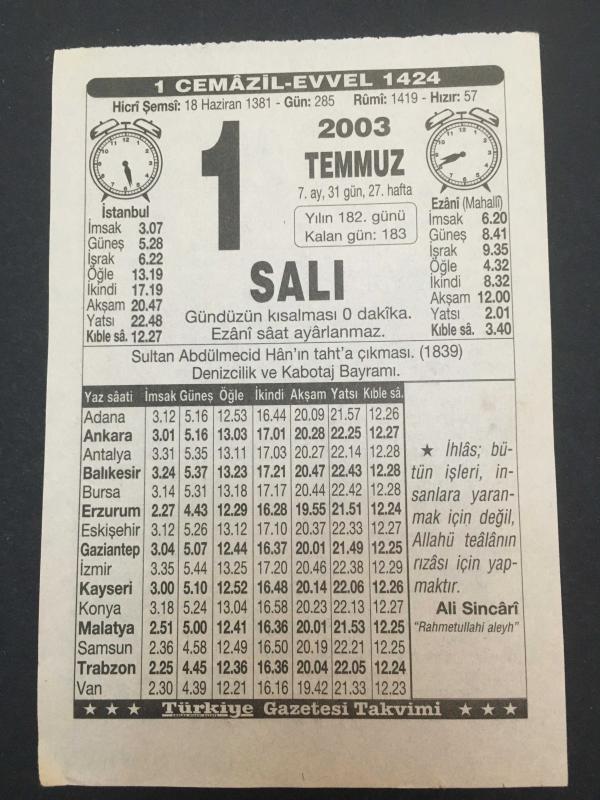 1 CEMÂZİL-EVVEL 1424
Hicrî Şemsî: 18 Haziran 1381 - Gün: 285 Rûmî: 1419 - Hızır: 57
1
2003
TEMMUZ
7. ay, 31 gün, 27. hafta
Yılın 182. günü
Kalan gün: 183
SALI
Gündüzün kısalması 0 dakîka.
Ezânî sâat ayârlanmaz.
İstanbul
İmsak 3.07
Güneş 5.28
İşrak 6.22
Öğle 13.19
İkindi 17.19
Akşam 20.47
Yatsı 22.48
Kıble sâ. 12.27
Ezânî (Mahallî)
İmsak 6.20
Güneş 8.41
İşrak 9.35
Öğle 4.32
İkindi 8.32
Akşam 12.00
Yatsı 2.01
Kıble sâ. 3.40
Sultan Abdülmecid Hân'ın taht'a çıkması. (1839)
Denizcilik ve Kabotaj Bayramı.
Yaz sâati İmsak Güneş Öğle İkindi Akşam Yatsı Kıble sâ.
Adana 3.12 5.16 12.53 16.44 20.09 21.57 12.26
Ankara 3.01 5.16 13.03 17.01 20.28 22.25 12.27
Antalya 3.31 5.35 13.11 17.03 20.27 22.14 12.28
Balıkesir 3.24 5.37 13.23 17.21 20.47 22.43 12.28
Bursa 3.14 5.31 13.18 17.17 20.44 22.42 12.28
Erzurum 2.27 4.43 12.29 16.28 19.55 21.51 12.24
Eskişehir 3.12 5.26 13.12 17.10 20.37 22.33 12.27
Gaziantep 3.04 5.07 12.44 16.37 20.01 21.49 12.25
İzmir 3.35 5.44 13.25 17.20 20.46 22.38 12.29
Kayseri 3.00 5.10 12.52 16.48 20.14 22.06 12.26
Konya 3.18 5.24 13.04 16.58 20.23 22.13 12.27
Malatya 2.51 5.00 12.41 16.36 20.01 21.53 12.25
Samsun 2.36 4.58 12.49 16.50 20.19 22.21 12.25
Trabzon 2.25 4.45 12.36 16.36 20.04 22.05 12.24
Van 2.30 4.39 12.21 16.16 19.42 21.33 12.23
★ İhlâs; bü-
tün işleri, in-
sanlara yaran-
mak için değil,
Allahü teâlânın
rızâsı için yap-
maktır.
Ali Sincârî
"Rahmetullahi aleyh"
★ ★ ★ Türkiye Gazetesi Takvimi ★ ★ ★